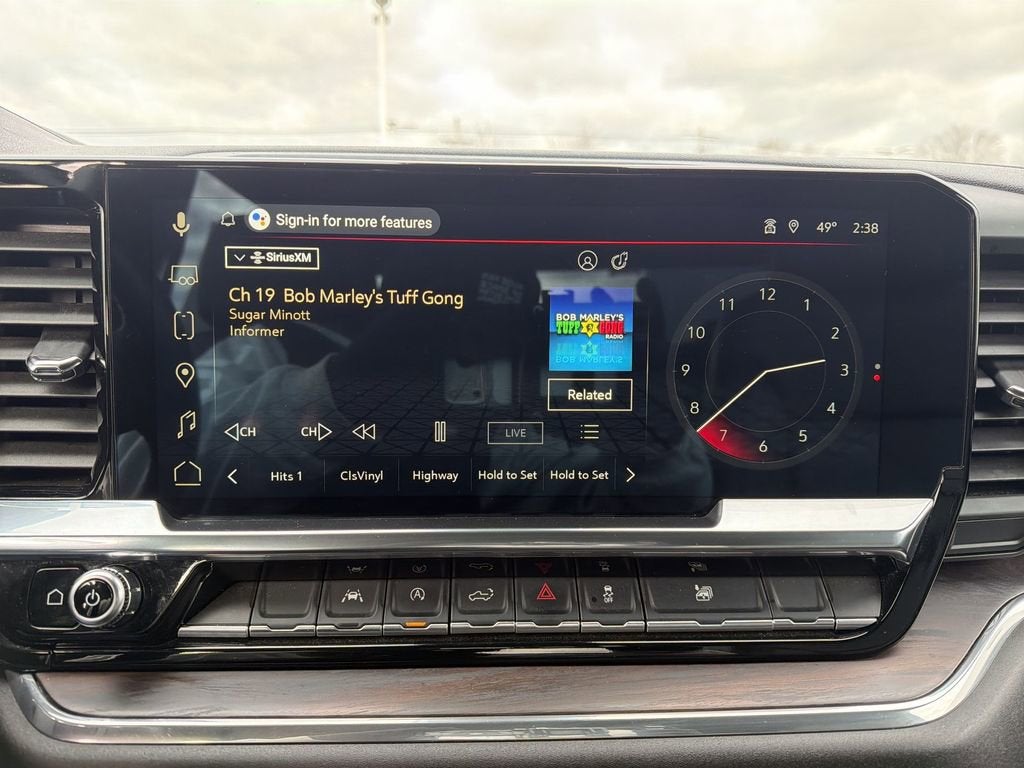 Sign-in for more features
49° 2:38
SiriusXM
Ch 19 Bob Marley's Tuff Gong
Sugar Minott
Informer
BOB MARLEY'S
TUFF GONG
RADIO
Related
CH
CH
LIVE
Hits 1
ClsVinyl
Highway
Hold to Set
Hold to Set
12
1
2
3
4
5
6
7
8
9
10
11
A
OFF